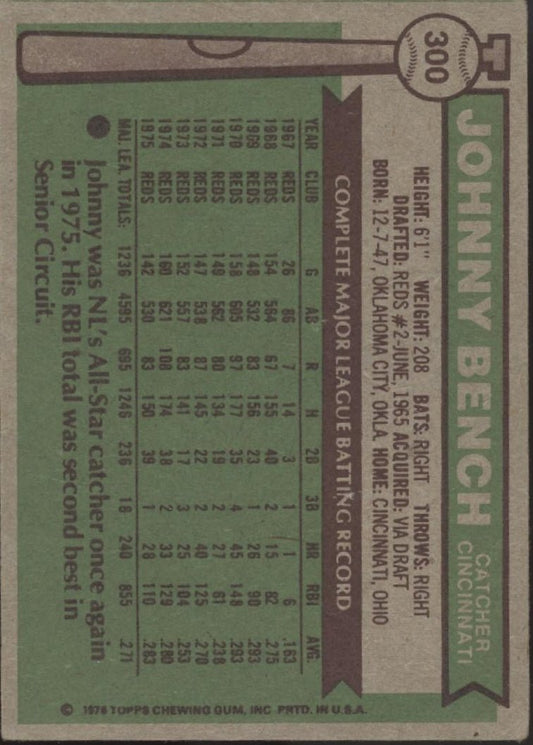 300
JOHNNY BENCH
CATCHER
CINCINNATI
HEIGHT: 6'1" WEIGHT: 208 BATS: RIGHT THROWS: RIGHT
DRAFTED: REDS #2-JUNE, 1965 ACQUIRED: VIA DRAFT
BORN: 12-7-47, OKLAHOMA CITY, OKLA. HOME: CINCINNATI, OHIO
COMPLETE MAJOR LEAGUE BATTING RECORD
YEAR CLUB G AB R H 2B 3B HR RBI AVG.
1967 REDS 26 86 7 14 3 1 1 6 .163
1968 REDS 154 564 67 155 40 2 15 82 .275
1969 REDS 148 532 83 156 23 1 26 90 .293
1970 REDS 158 605 97 177 35 4 45 148 .293
1971 REDS 149 562 80 134 19 2 27 61 .238
1972 REDS 147 538 87 145 22 2 40 125 .270
1973 REDS 152 557 83 141 17 3 25 104 .253
1974 REDS 160 621 108 174 38 2 33 129 .280
1975 REDS 142 530 83 150 39 1 28 110 .283
MAJ. LEA. TOTALS: 1236 4595 695 1246 236 18 240 855 .271
Johnny was NL's All-Star catcher once again
in 1975. His RBI total was second best in
Senior Circuit.
© 1976 TOPPS CHEWING GUM, INC. PRTD. IN U.S.A.